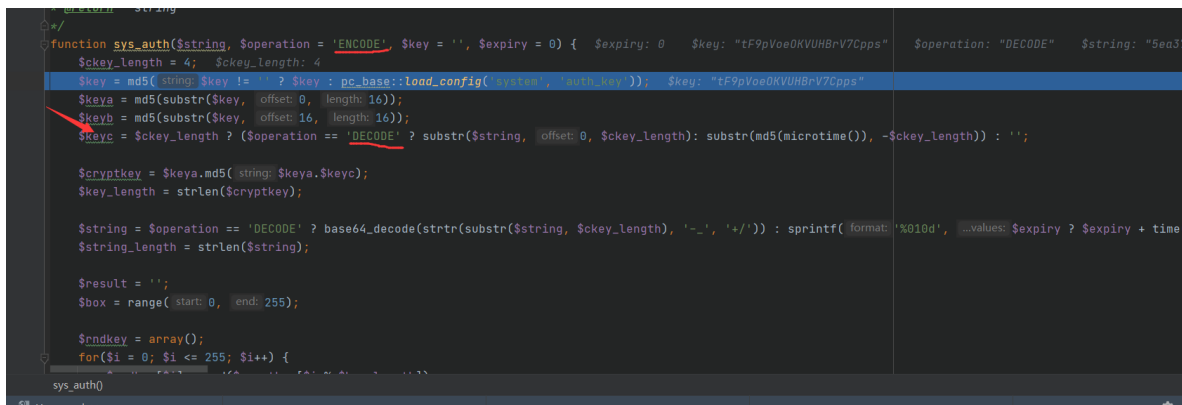 * @return   string
*/
function sys_auth($string, $operation = 'ENCODE', $key = '', $expiry = 0) {   $expiry: 0   $key: "tF9pVoeOKVUHBrV7Cpps"   $operation: "DECODE"   $string: "5ea3
$ckey_length = 4;   $ckey_length: 4
$key = md5( string: $key != '' ? $key : pc_base::load_config('system', 'auth_key'));   $key: "tF9pVoeOKVUHBrV7Cpps"
$keya = md5(substr($key, offset: 0, length: 16));
$keyb = md5(substr($key, offset: 16, length: 16));
$keyc = $ckey_length ? ($operation == 'DECODE' ? substr($string, offset: 0, $ckey_length): substr(md5(microtime()), -$ckey_length)) : '';
$cryptkey = $keya.md5( string: $keya.$keyc);
$key_length = strlen($cryptkey);
$string = $operation == 'DECODE' ? base64_decode(strtr(substr($string, $ckey_length), '-_', '+/')) : sprintf( format: '%010d', ...values: $expiry ? $expiry + time
$string_length = strlen($string);
$result = '';
$box = range( start: 0, end: 255);
$rndkey = array();
for($i = 0; $i <= 255; $i++) {
sys_auth()